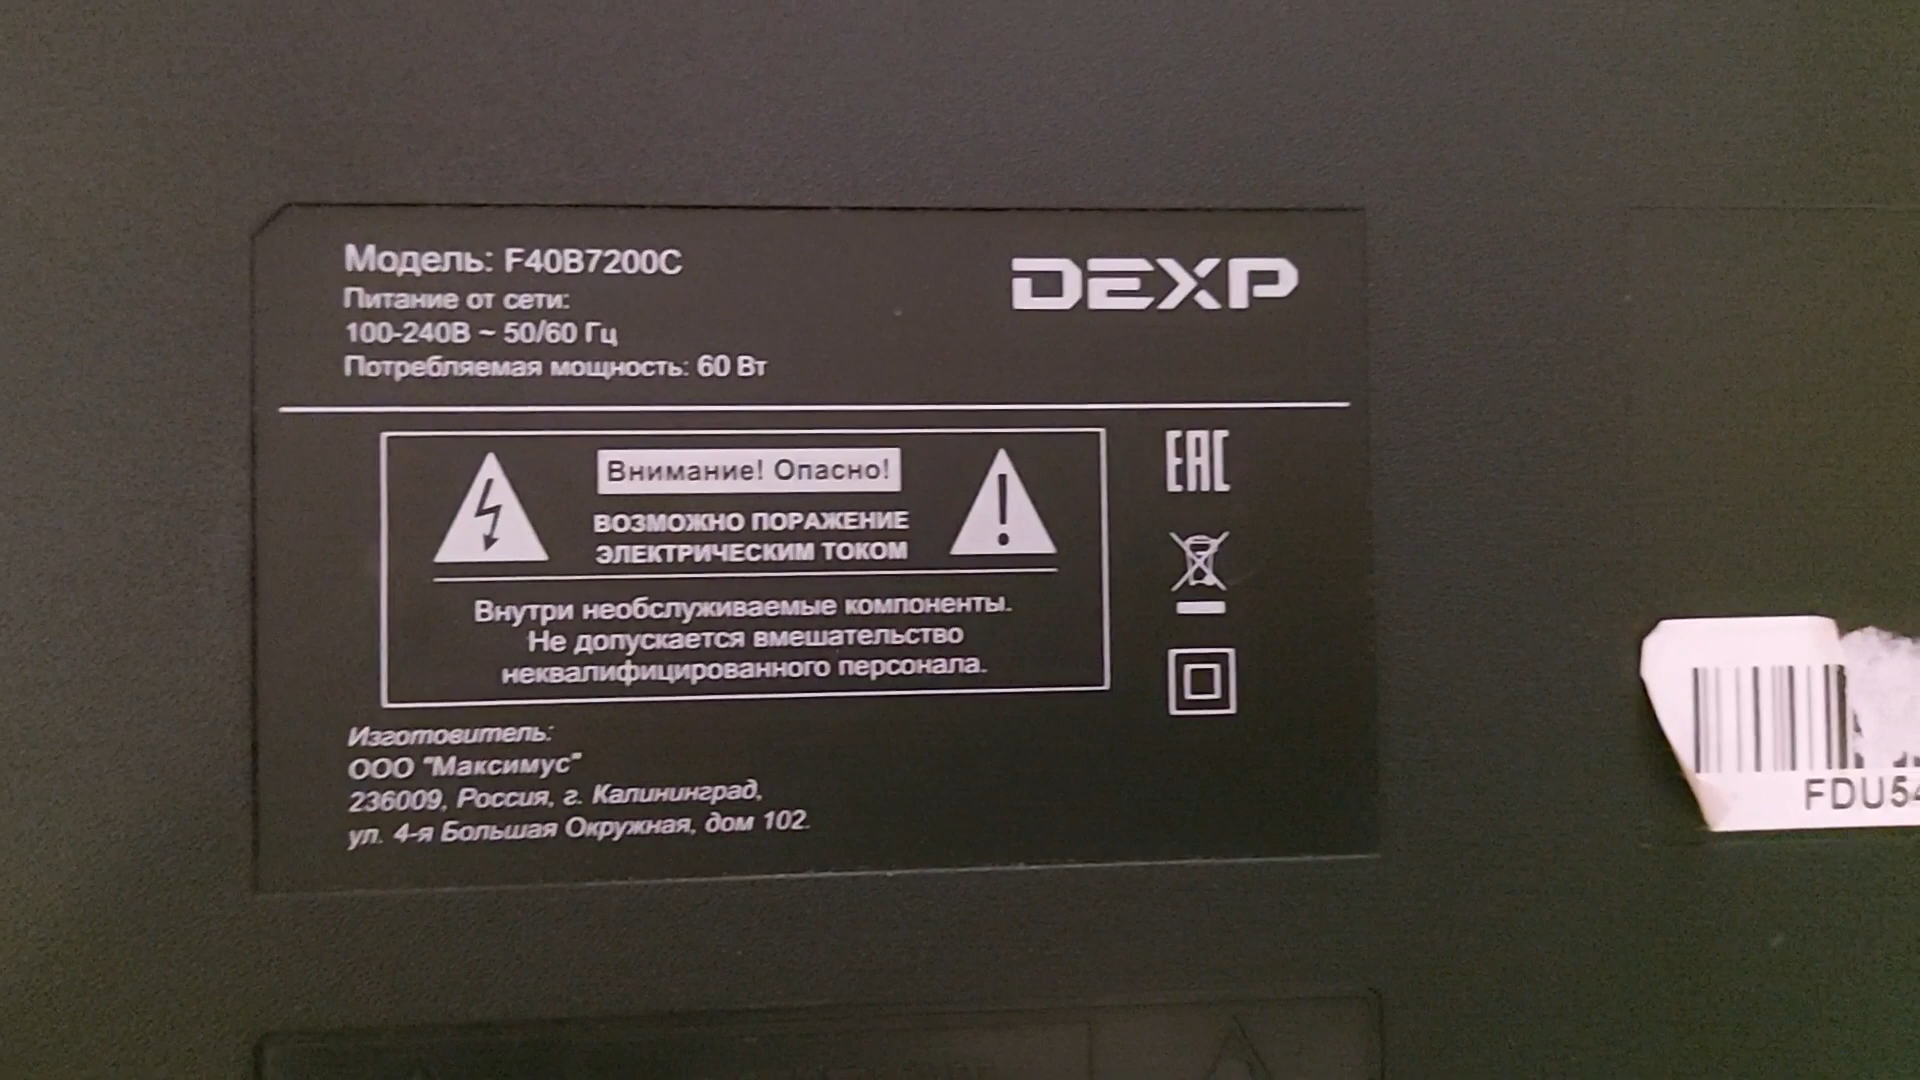 Модель: F40B7200C
DEXP
Питание от сети:
100-240В ~ 50/60 Гц
Потребляемая мощность: 60 Вт
Внимание! Опасно!
ВОЗМОЖНО ПОРАЖЕНИЕ
ЭЛЕКТРИЧЕСКИМ ТОКОМ
Внутри необслуживаемые компоненты.
Не допускается вмешательство
неквалифицированного персонала.
EAC
Изготовитель:
ООО "Максимус"
236009, Россия, г. Калининград,
ул. 4-я Большая Окружная, дом 102.
FDU54